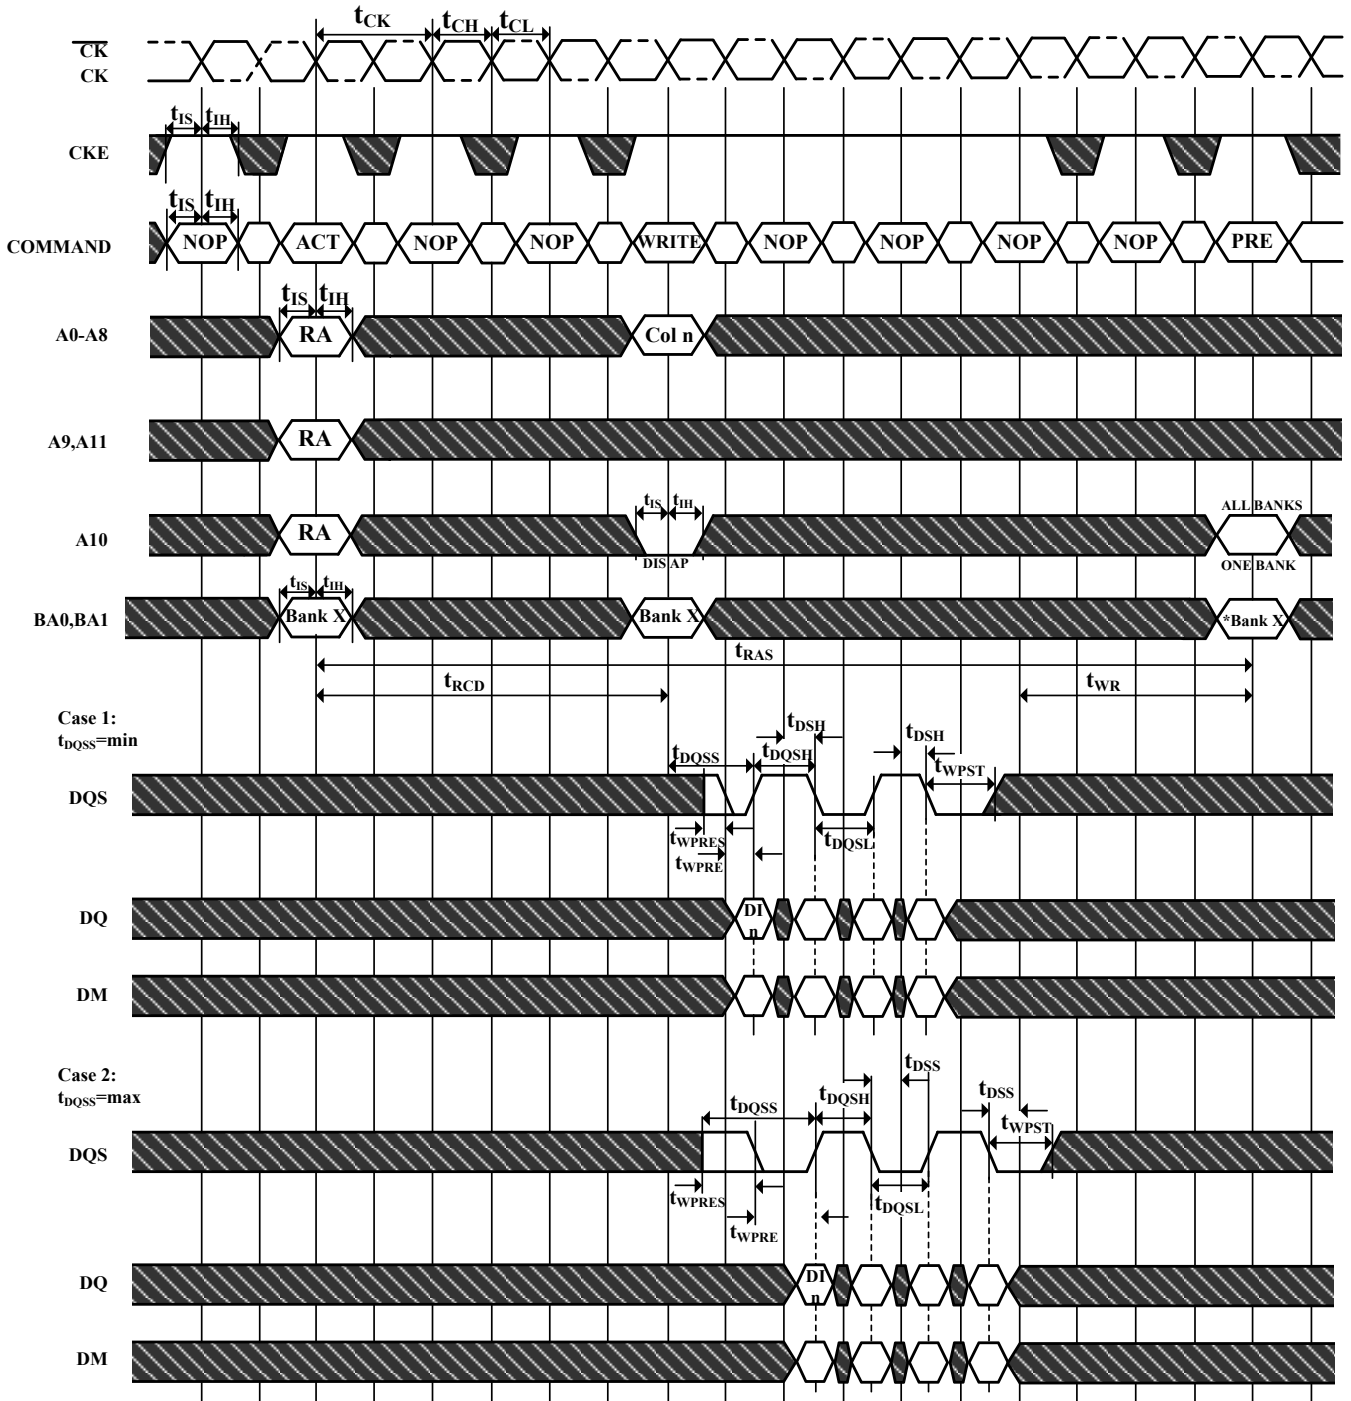 tCK tCH tCL
CK
CK
tIS tIH
CKE
tIS tIH
COMMAND NOP ACT NOP NOP WRITE NOP NOP NOP NOP PRE
tIS tIH
A0-A8 RA Col n
A9,A11 RA
tIS tIH ALL BANKS
A10 RA
DIS AP ONE BANK
tIS tIH
BA0,BA1 Bank X Bank X *Bank X
tRAS
tRCD tWR
Case 1:
tDQSS=min
tDSH tDSH
tDQSS tDQSH tWPST
DQS
tWPRES tDQSL
tWPRE
DQ DI
n
DM
Case 2:
tDQSS=max
tDSS tDSS
tDQSS tDQSH tWPST
DQS
tWPRES tDQSL
tWPRE
DQ DI
n
DM